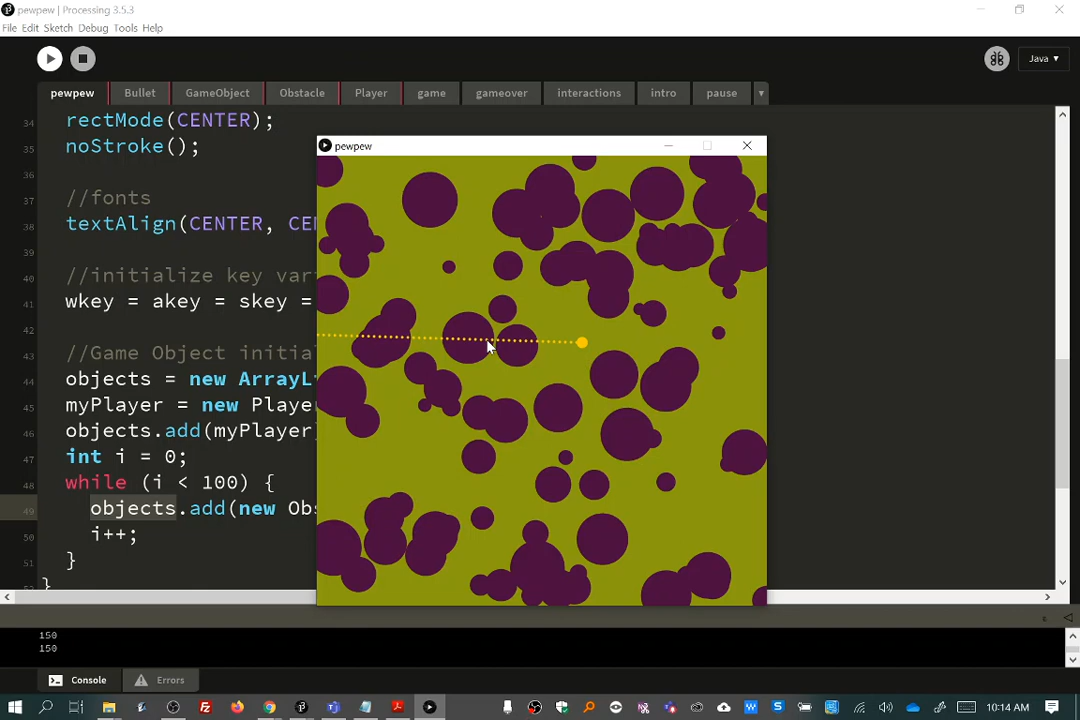 pewpew | Processing 3.5.3
File Edit Sketch Debug Tools Help
Java ▼
pewpew Bullet GameObject Obstacle Player game gameover interactions intro pause ▼
34 rectMode(CENTER);
35 noStroke();
36
37 //fonts
38 textAlign(CENTER, CE
39
40 //initialize key var
41 wkey = akey = skey =
42
43 //Game Object initia
44 objects = new ArrayLi
45 myPlayer = new Player
46 objects.add(myPlayer)
47 int i = 0;
48 while (i < 100) {
49 objects.add(new Obs
50 i++;
51 }
52 }
pewpew
150
150
Console Errors
10:14 AM